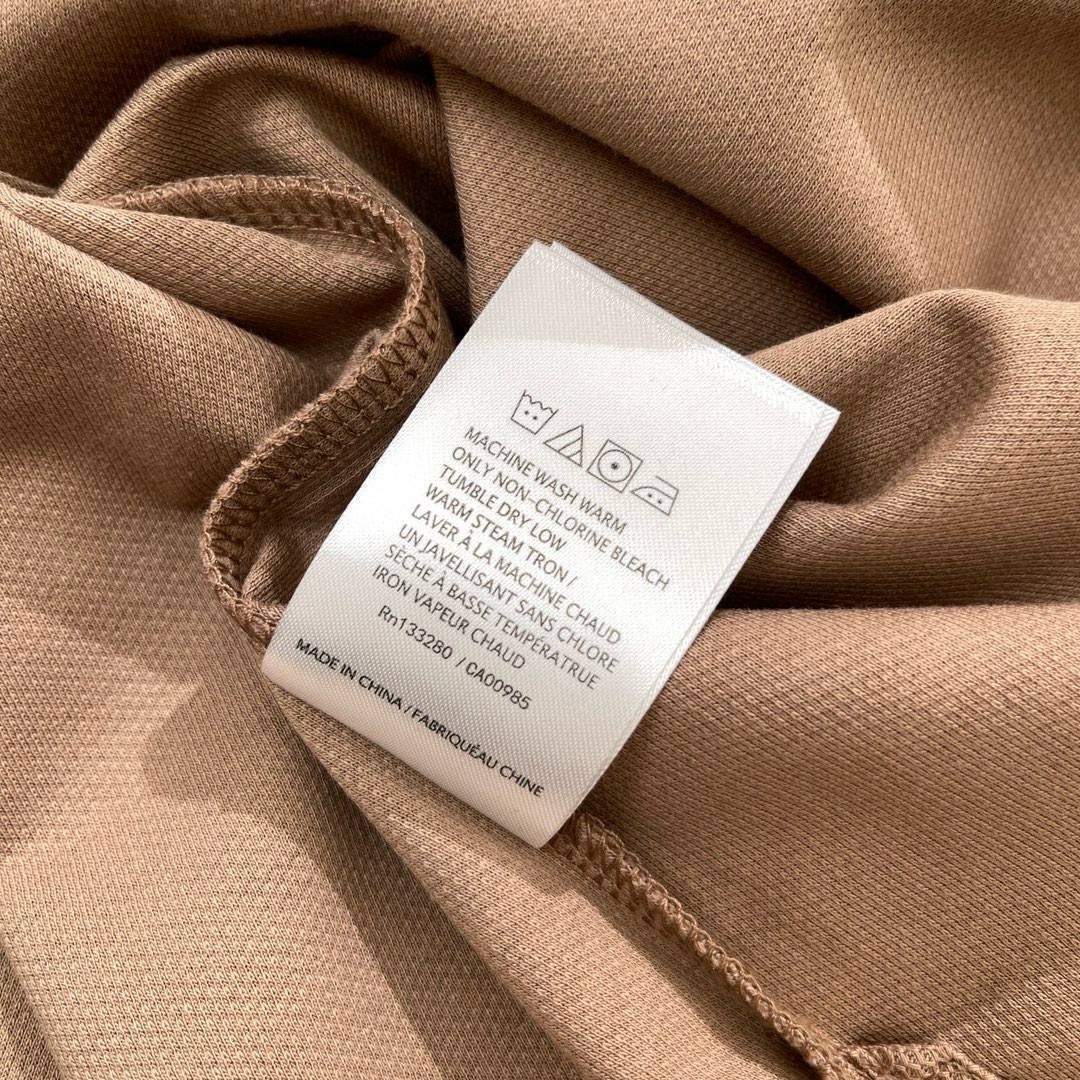 MACHINE WASH WARM
ONLY NON-CHLORINE BLEACH
TUMBLE DRY LOW
WARM STEAM TRON /
LAVER À LA MACHINE CHAUD
UN JAVELLISANT SANS CHLORE
SÈCHE À BASSE TEMPÉRATRUE
IRON VAPEUR CHAUD
Rn133280 / CA00985
MADE IN CHINA / FABRIQUÉAU CHINE